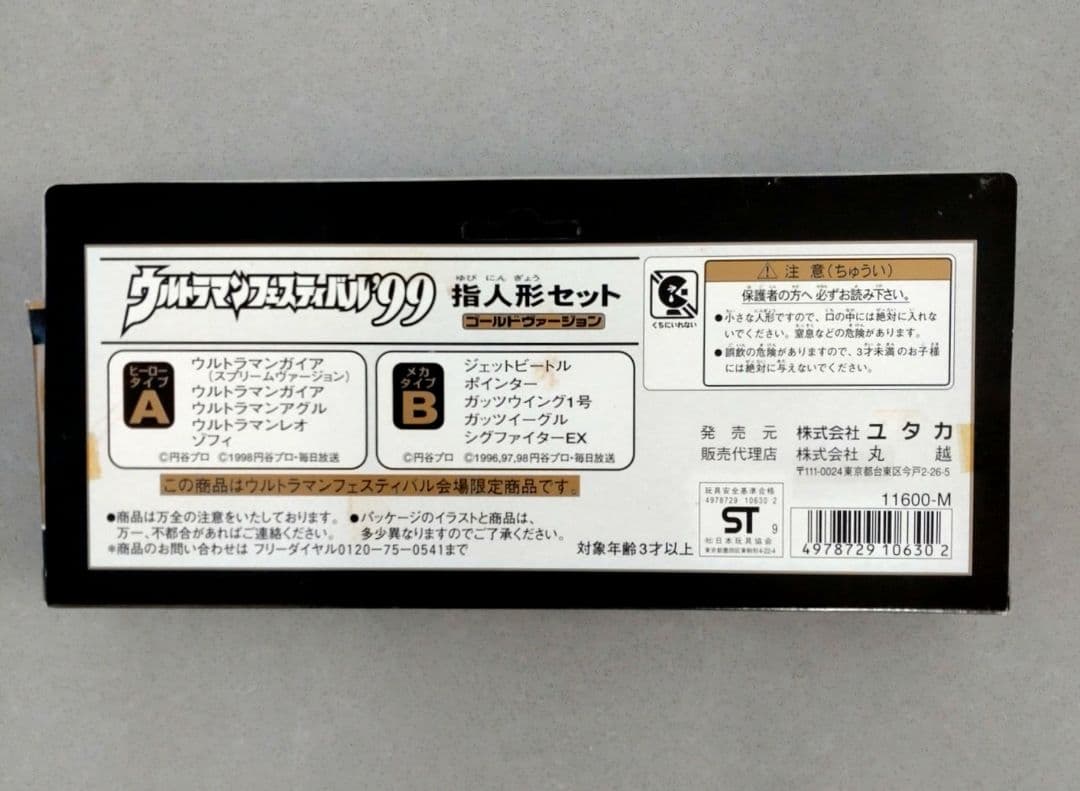 ウルトラマンフェスティバル'99
ゆび にん ぎょう
指人形セット
ゴールドヴァージョン
ヒーロー
タイプ
A
ウルトラマンガイア
(スプリームヴァージョン)
ウルトラマンガイア
ウルトラマンアグル
ウルトラマンレオ
ゾフィ
©円谷プロ ©1998円谷プロ・毎日放送
メカ
タイプ
B
ジェットビートル
ポインター
ガッツウイング1号
ガッツイーグル
シグファイターEX
©円谷プロ ©1996,97,98円谷プロ・毎日放送
この商品はウルトラマンフェスティバル会場限定商品です。
●商品は万全の注意をいたしております。
万一、不都合があればご連絡ください。
＊商品のお問い合わせは フリーダイヤル0120-75-0541まで
●パッケージのイラストと商品は、
多少異なりますのでご了承ください。
対象年齢3才以上
くちにいれない
注 意(ちゅうい)
保護者の方へ 必ずお読み下さい。
●小さな人形ですので、口の中には絶対に入れな
いでください。窒息などの危険があります。
●誤飲の危険がありますので、3才未満のお子様
には絶対に与えないでください。
発 売 元 株式会社 ユ タ カ
販売代理店 株式会社 丸 越
〒111-0024 東京都台東区今戸2-26-5
玩具安全基準合格
4978729 10630 2
ST 9
(社)日本玩具協会
東京都墨田区東駒形4-22-4
11600-M
4978729 106302